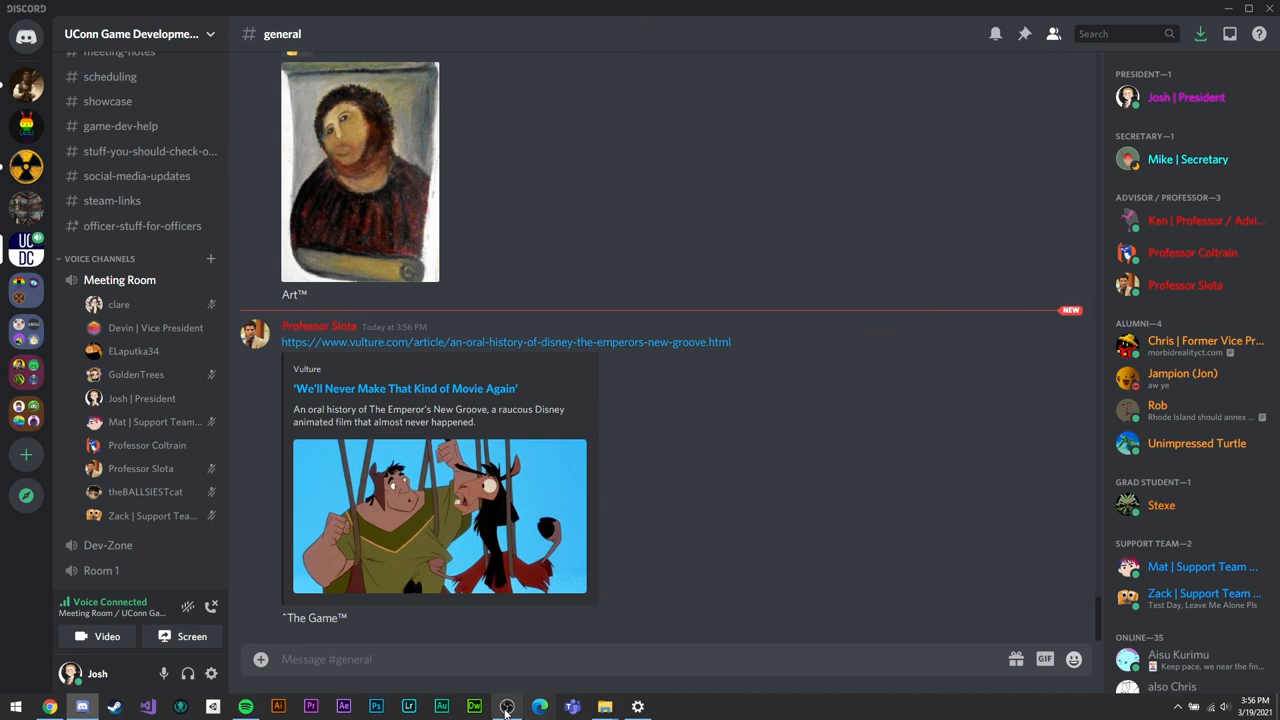 DISCORD
UConn Game Developme...
# general
Search
meeting-notes
# scheduling
# showcase
# game-dev-help
# stuff-you-should-check-o...
# social-media-updates
# steam-links
# officer-stuff-for-officers
UC
DC
VOICE CHANNELS
Meeting Room
clare
Devin | Vice President
ELaputka34
GoldenTrees
Josh | President
Mat | Support Team...
Professor Coltrain
Professor Slota
theBALLSIESTcat
Zack | Support Tea...
Dev-Zone
Room 1
Voice Connected
Meeting Room / UConn Ga...
Video
Screen
Josh
Art™
NEW
Professor Slota Today at 3:56 PM
https://www.vulture.com/article/an-oral-history-of-disney-the-emperors-new-groove.html
Vulture
‘We’ll Never Make That Kind of Movie Again’
An oral history of The Emperor’s New Groove, a raucous Disney
animated film that almost never happened.
^The Game™
Message #general
GIF
PRESIDENT—1
Josh | President
SECRETARY—1
Mike | Secretary
ADVISOR / PROFESSOR—3
Ken | Professor / Advi...
Professor Coltrain
Professor Slota
ALUMNI—4
Chris | Former Vice Pr...
morbidrealityct.com
Jampion (Jon)
aw ye
Rob
Rhode Island should annex ...
Unimpressed Turtle
GRAD STUDENT—1
Stexe
SUPPORT TEAM—2
Mat | Support Team ...
Zack | Support Team ...
Test Day, Leave Me Alone Pls
ONLINE—35
Aisu Kurimu
Keep pace, we near the fin...
also Chris
Ai
Pr
Ae
Ps
Lr
Au
Dw
3:56 PM
3/19/2021